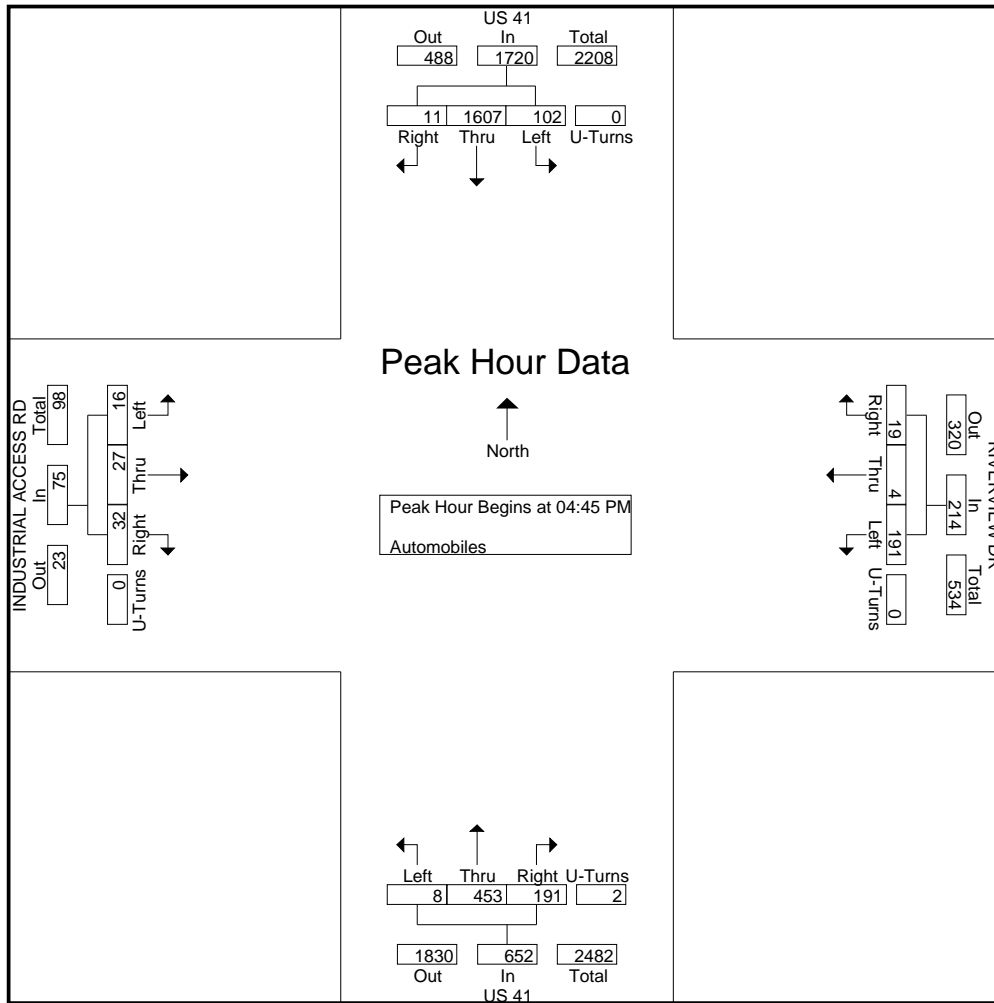 US 41
Out In Total
488 1720 2208
11 1607 102 0
Right Thru Left U-Turns
Peak Hour Data
North
Peak Hour Begins at 04:45 PM
Automobiles
INDUSTRIAL ACCESS RD
Total In Out
98 75 23
16 27 32 0
Left Thru Right U-Turns
RIVERVIEW DR
Out In Total
320 214 534
19 4 191 0
Right Thru Left U-Turns
Left Thru Right U-Turns
8 453 191 2
1830 652 2482
Out In Total
US 41